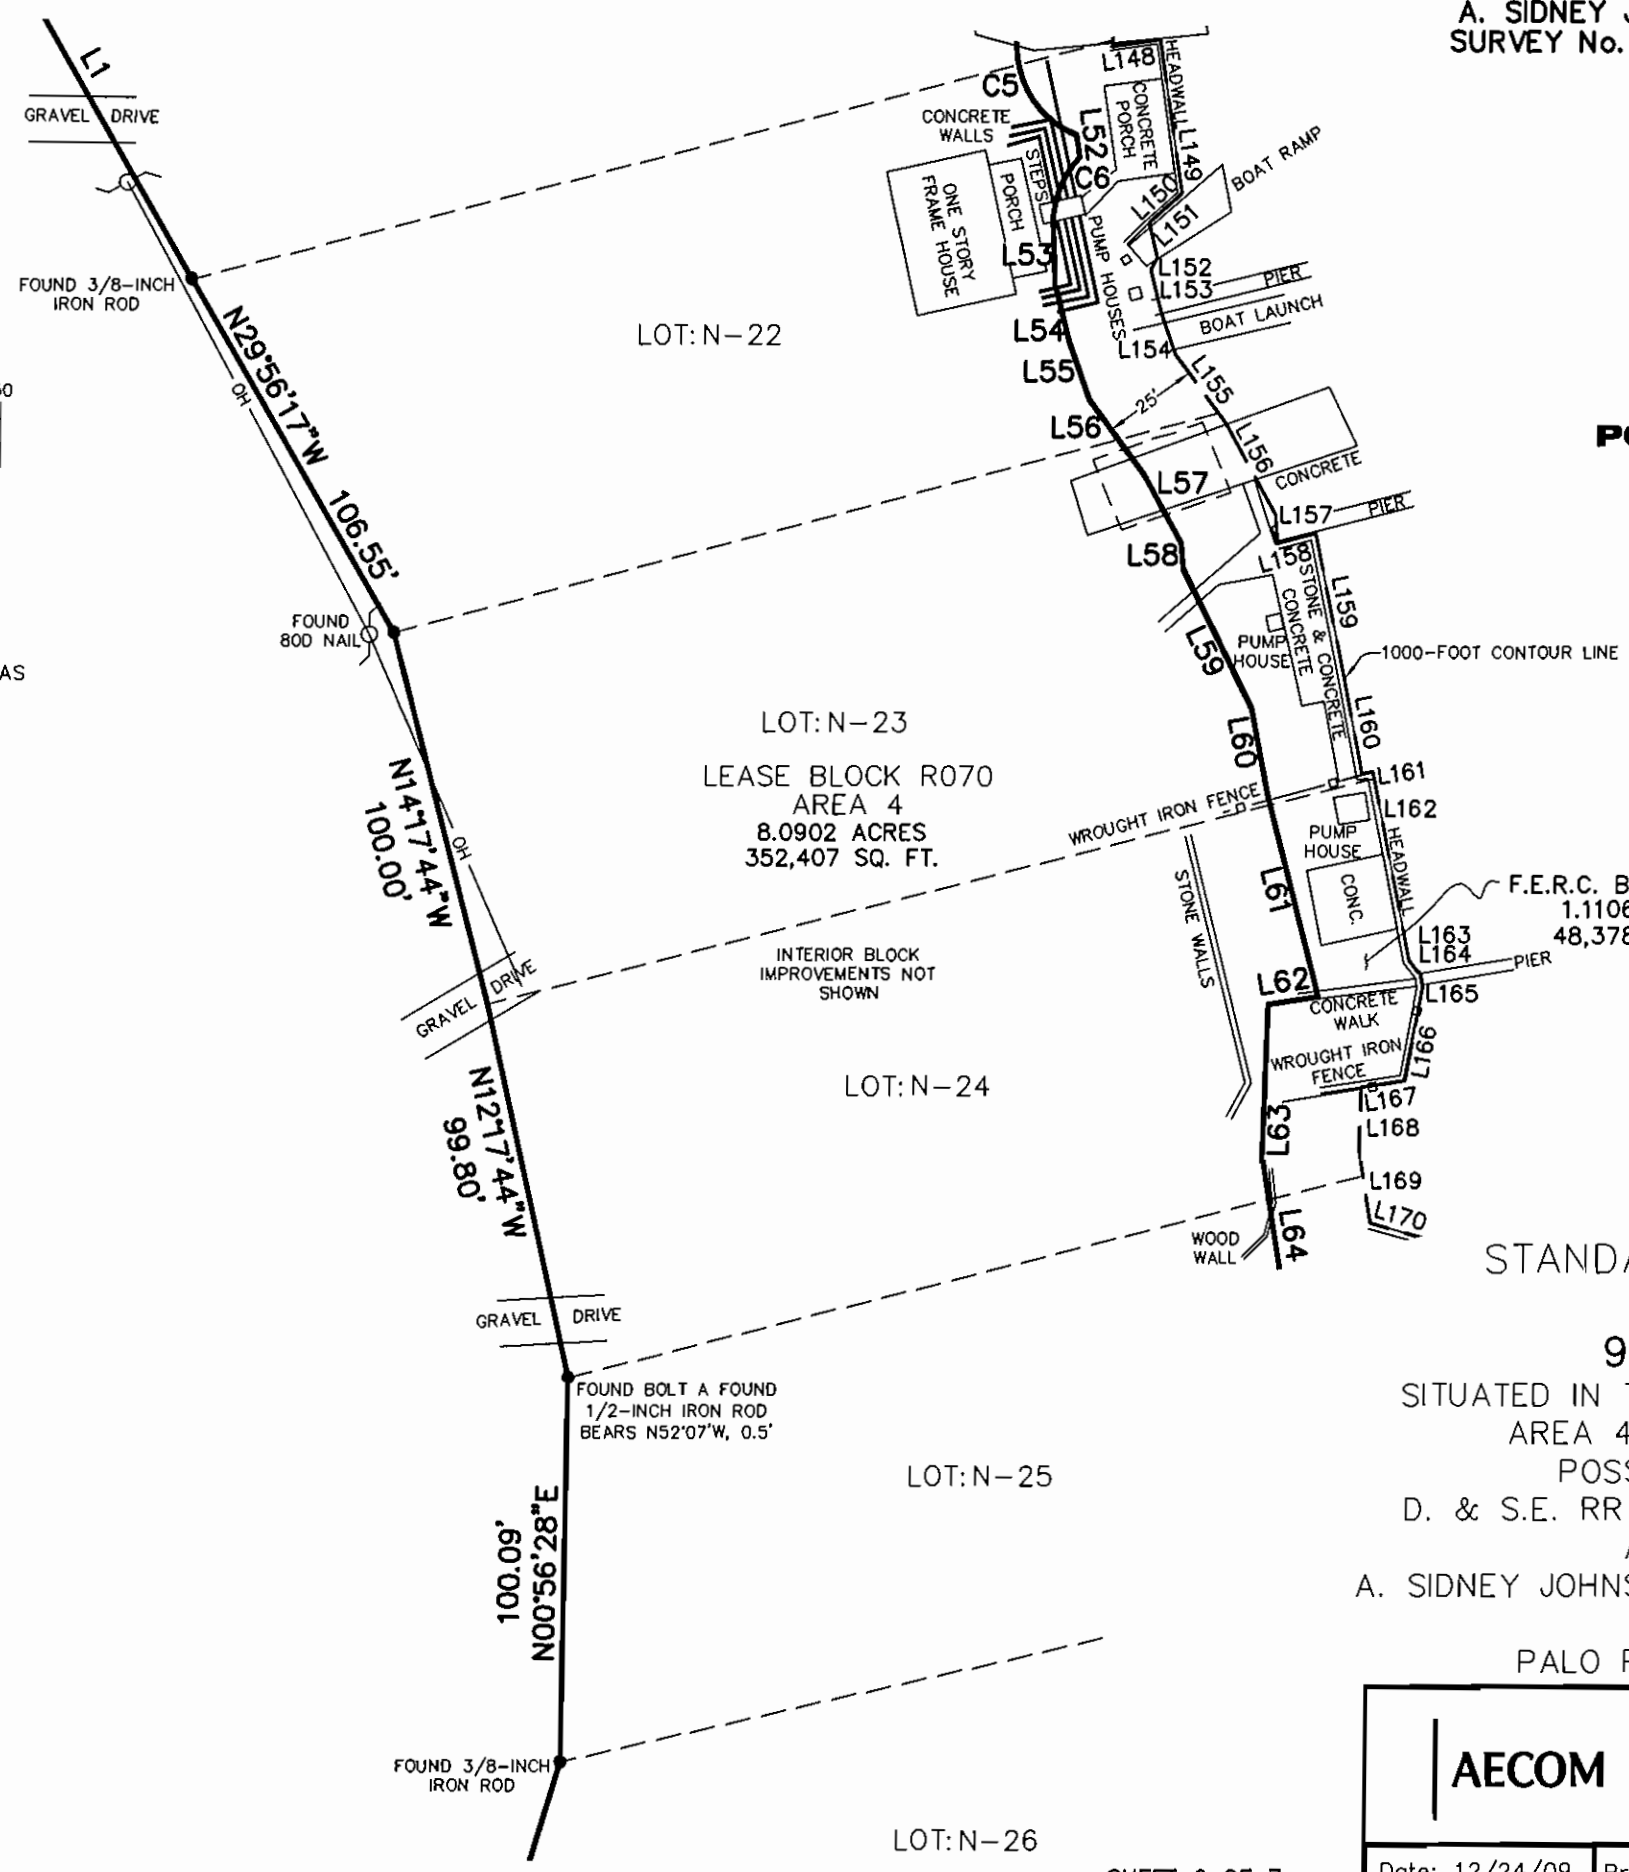 A. SIDNEY J
SURVEY No.
L1
GRAVEL DRIVE
FOUND 3/8-INCH
IRON ROD
N29°56'17"W 106.55'
OH
FOUND
80D NAIL
AS
N14°17'44"W
100.00'
OH
GRAVEL DRIVE
N12°17'44"W
99.80'
GRAVEL DRIVE
FOUND BOLT A FOUND
1/2-INCH IRON ROD
BEARS N52°07'W, 0.5'
100.09'
N00°56'28"E
FOUND 3/8-INCH
IRON ROD
LOT: N-22
LOT: N-23
LEASE BLOCK R070
AREA 4
8.0902 ACRES
352,407 SQ. FT.
INTERIOR BLOCK
IMPROVEMENTS NOT
SHOWN
LOT: N-24
LOT: N-25
LOT: N-26
C5
CONCRETE
WALLS
L52
C6
STEPS
PORCH
ONE STORY
FRAME HOUSE
L53
L54
L55
L56
L57
L58
L59
L60
L61
L62
L63
L64
L148
HEADWALL
CONCRETE
PORCH
L149
L150
L151
BOAT RAMP
PUMP HOUSES
L152
L153
PIER
BOAT LAUNCH
L154
L155
25'
L156
CONCRETE
L157
PIER
L158
STONE & CONCRETE
CONCRETE
L159
PUMP
HOUSE
1000-FOOT CONTOUR LINE
L160
L161
L162
WROUGHT IRON FENCE
PUMP
HOUSE
HEADWALL
CONC.
STONE WALLS
F.E.R.C. B
1.1106
48,378
L163
L164
PIER
L165
CONCRETE
WALK
L166
WROUGHT IRON
FENCE
L167
L168
L169
L170
WOOD
WALL
STANDA
9
SITUATED IN T
AREA 4
POSS
D. & S.E. RR
A. SIDNEY JOHNS
PALO P
AECOM
Date: 12/24/09